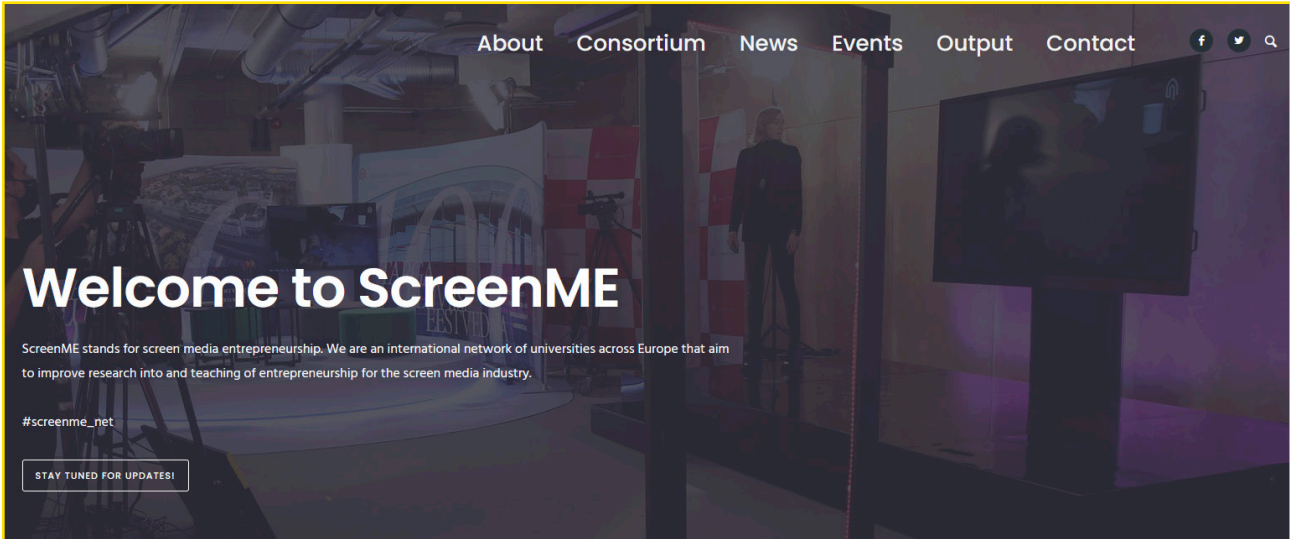 About Consortium News Events Output Contact
Welcome to ScreenME
EESTVED
ScreenME stands for screen media entrepreneurship. We are an international network of universities across Europe that aim
to improve research into and teaching of entrepreneurship for the screen media industry.
#screenme_net
STAY TUNED FOR UPDATES!